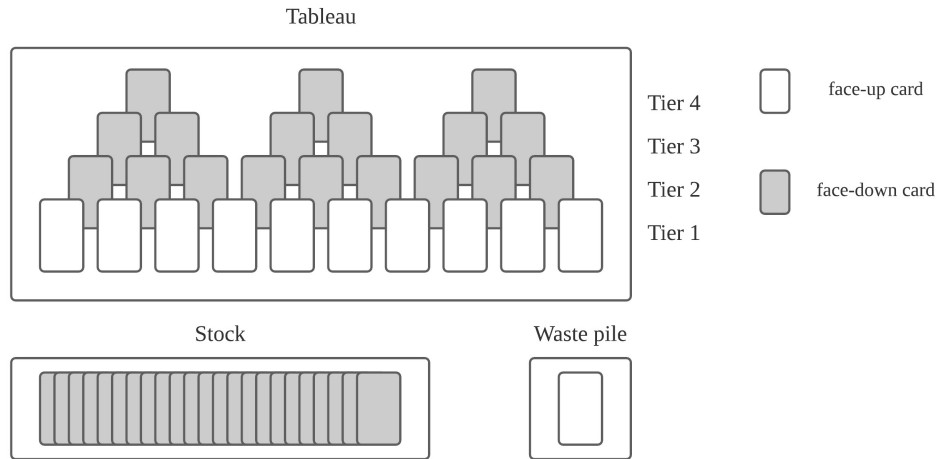 Tableau
Tier 4
face-up card
Tier 3
Tier 2
face-down card
Tier 1
Stock
Waste pile